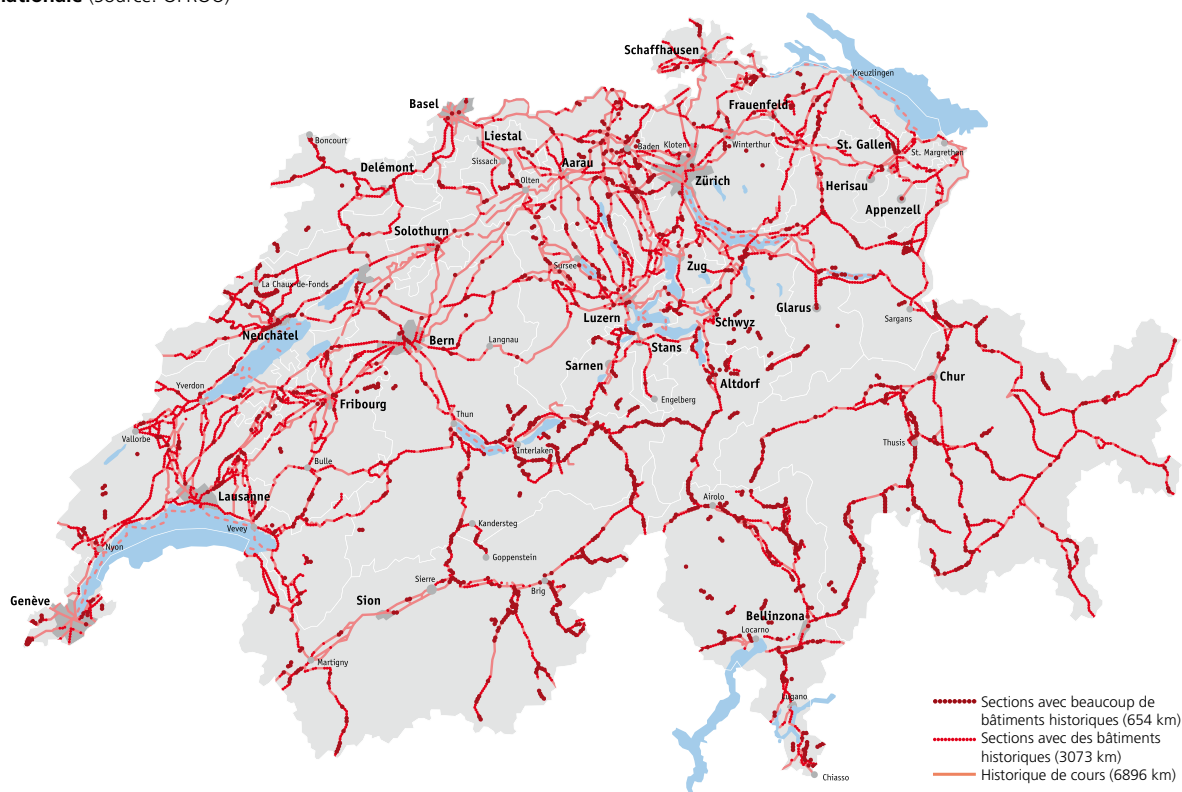 nationale (Source: OFROU)
Schaffhausen
Kreuzlingen
Basel
Frauenfeld
Liestal
Boncourt
Baden
Kloten
Winterthur
St. Gallen
St. Margrethen
Sissach
Aarau
Delémont
Olten
Zürich
Herisau
Appenzell
Solothurn
Sursee
Zug
La Chaux-de-Fonds
Glarus
Sargans
Luzern
Schwyz
Neuchâtel
Bern
Langnau
Stans
Sarnen
Altdorf
Chur
Yverdon
Fribourg
Engelberg
Thun
Vallorbe
Thusis
Interlaken
Bulle
Lausanne
Airolo
Vevey
Kandersteg
Nyon
Goppenstein
Sierre
Brig
Genève
Sion
Bellinzona
Locarno
Martigny
Lugano
Chiasso
Sections avec beaucoup de
bâtiments historiques (654 km)
Sections avec des bâtiments
historiques (3073 km)
Historique de cours (6896 km)